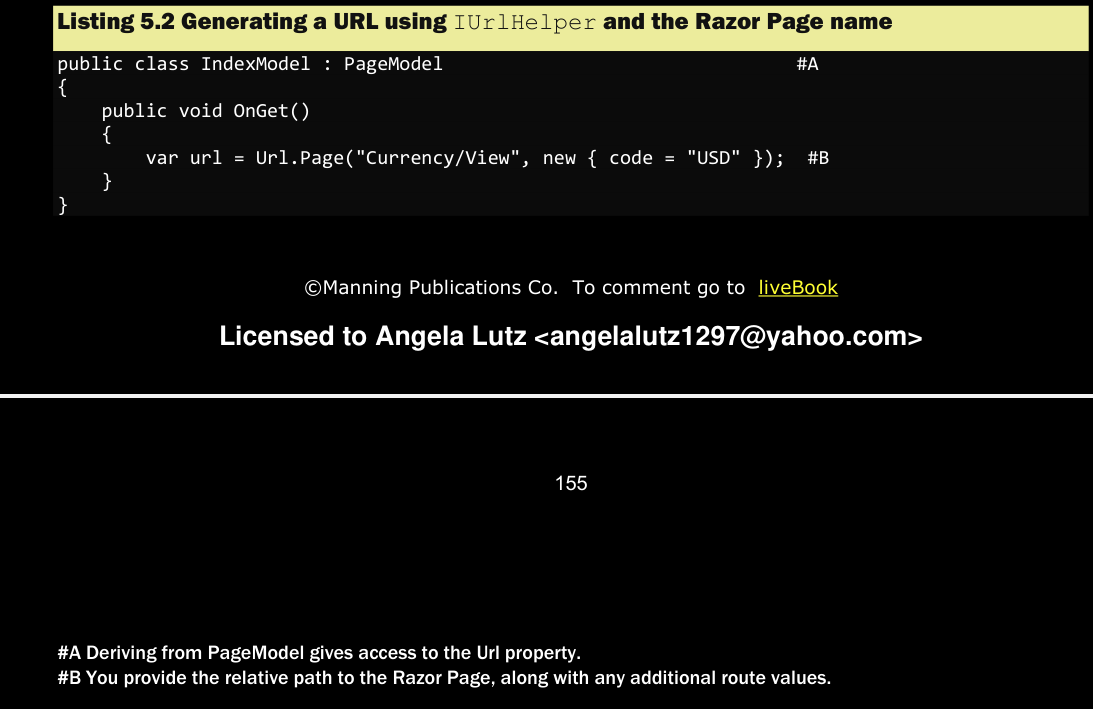 Listing 5.2 Generating a URL using IUrlHelper and the Razor Page name
public class IndexModel : PageModel #A
{
public void OnGet()
{
var url = Url.Page("Currency/View", new { code = "USD" }); #B
}
}
©Manning Publications Co. To comment go to liveBook
Licensed to Angela Lutz <angelalutz1297@yahoo.com>
155
#A Deriving from PageModel gives access to the Url property.
#B You provide the relative path to the Razor Page, along with any additional route values.